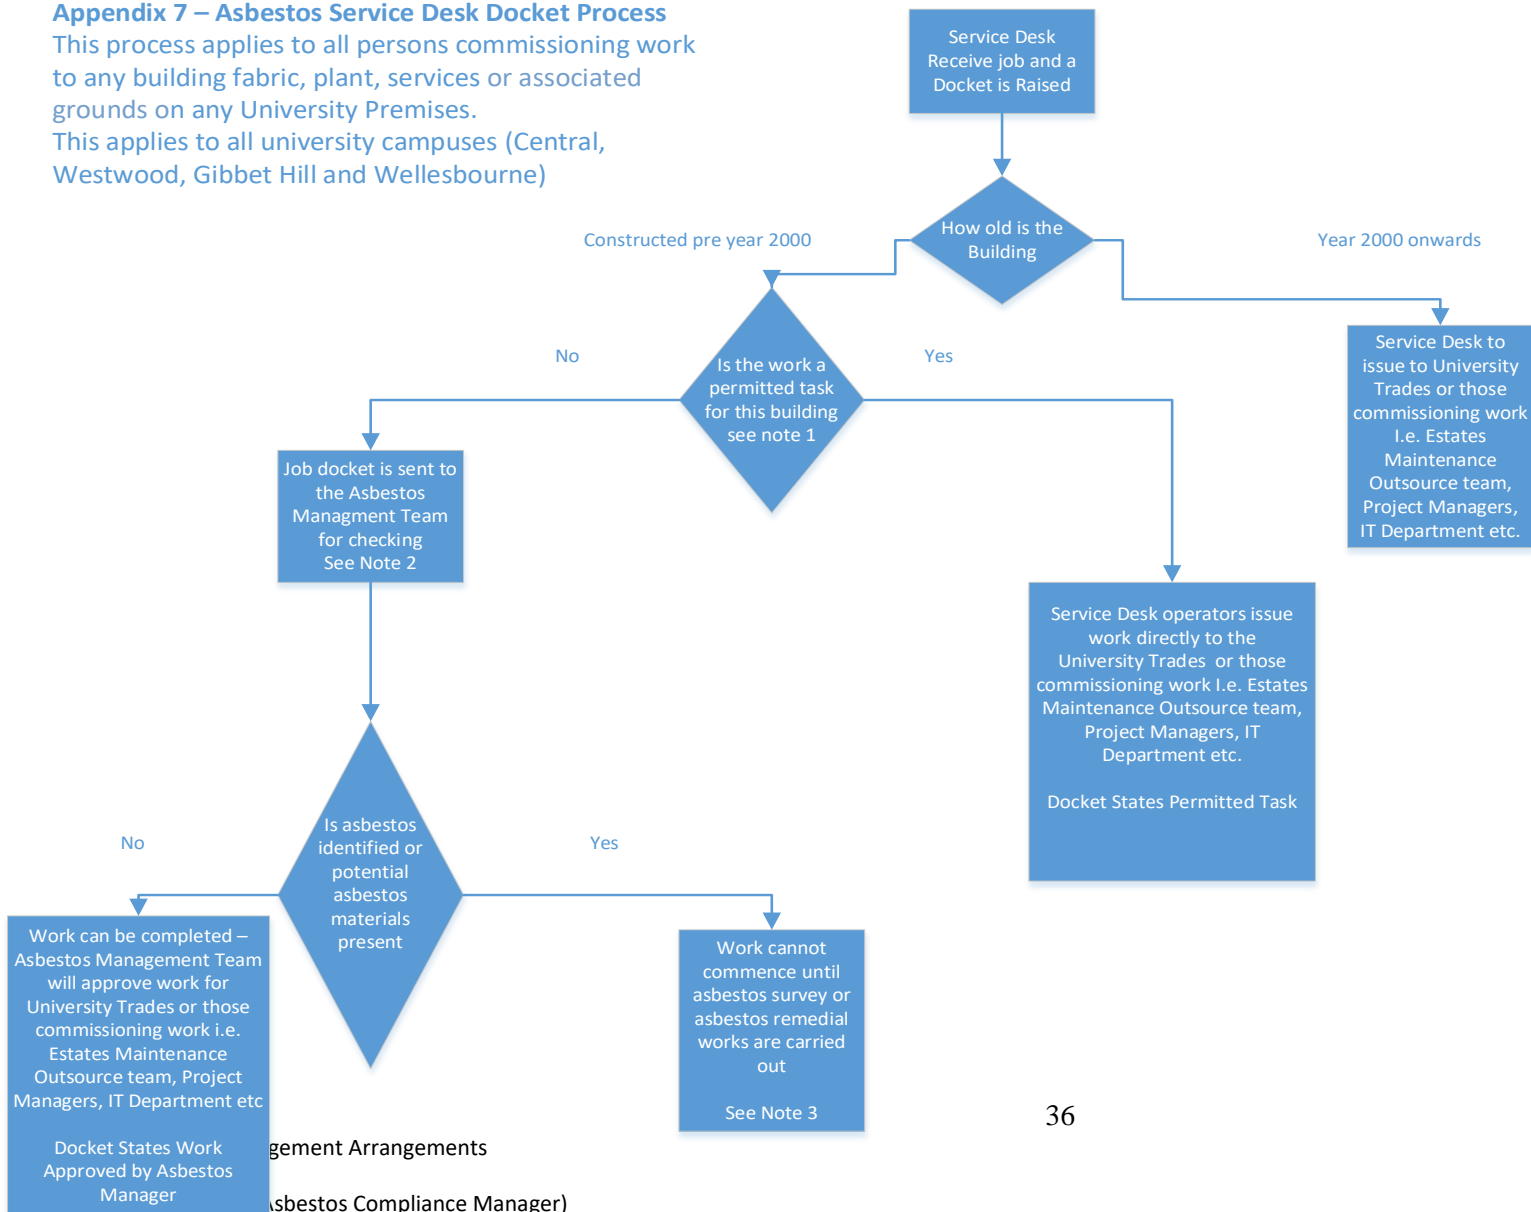 Appendix 7 – Asbestos Service Desk Docket Process
This process applies to all persons commissioning work
to any building fabric, plant, services or associated
grounds on any University Premises.
This applies to all university campuses (Central,
Westwood, Gibbet Hill and Wellesbourne)
Service Desk
Receive job and a
Docket is Raised
How old is the
Building
Constructed pre year 2000
Year 2000 onwards
Service Desk to
issue to University
Trades or those
commissioning work
I.e. Estates
Maintenance
Outsource team,
Project Managers,
IT Department etc.
Is the work a
permitted task
for this building
see note 1
No
Yes
Job docket is sent to
the Asbestos
Managment Team
for checking
See Note 2
Service Desk operators issue
work directly to the
University Trades or those
commissioning work I.e. Estates
Maintenance Outsource team,
Project Managers, IT
Department etc.
Docket States Permitted Task
Is asbestos
identified or
potential
asbestos
materials
present
No
Yes
Work can be completed –
Asbestos Management Team
will approve work for
University Trades or those
commissioning work i.e.
Estates Maintenance
Outsource team, Project
Managers, IT Department etc
Docket States Work
Approved by Asbestos
Manager
Work cannot
commence until
asbestos survey or
asbestos remedial
works are carried
out
See Note 3
36
gement Arrangements
sbestos Compliance Manager)